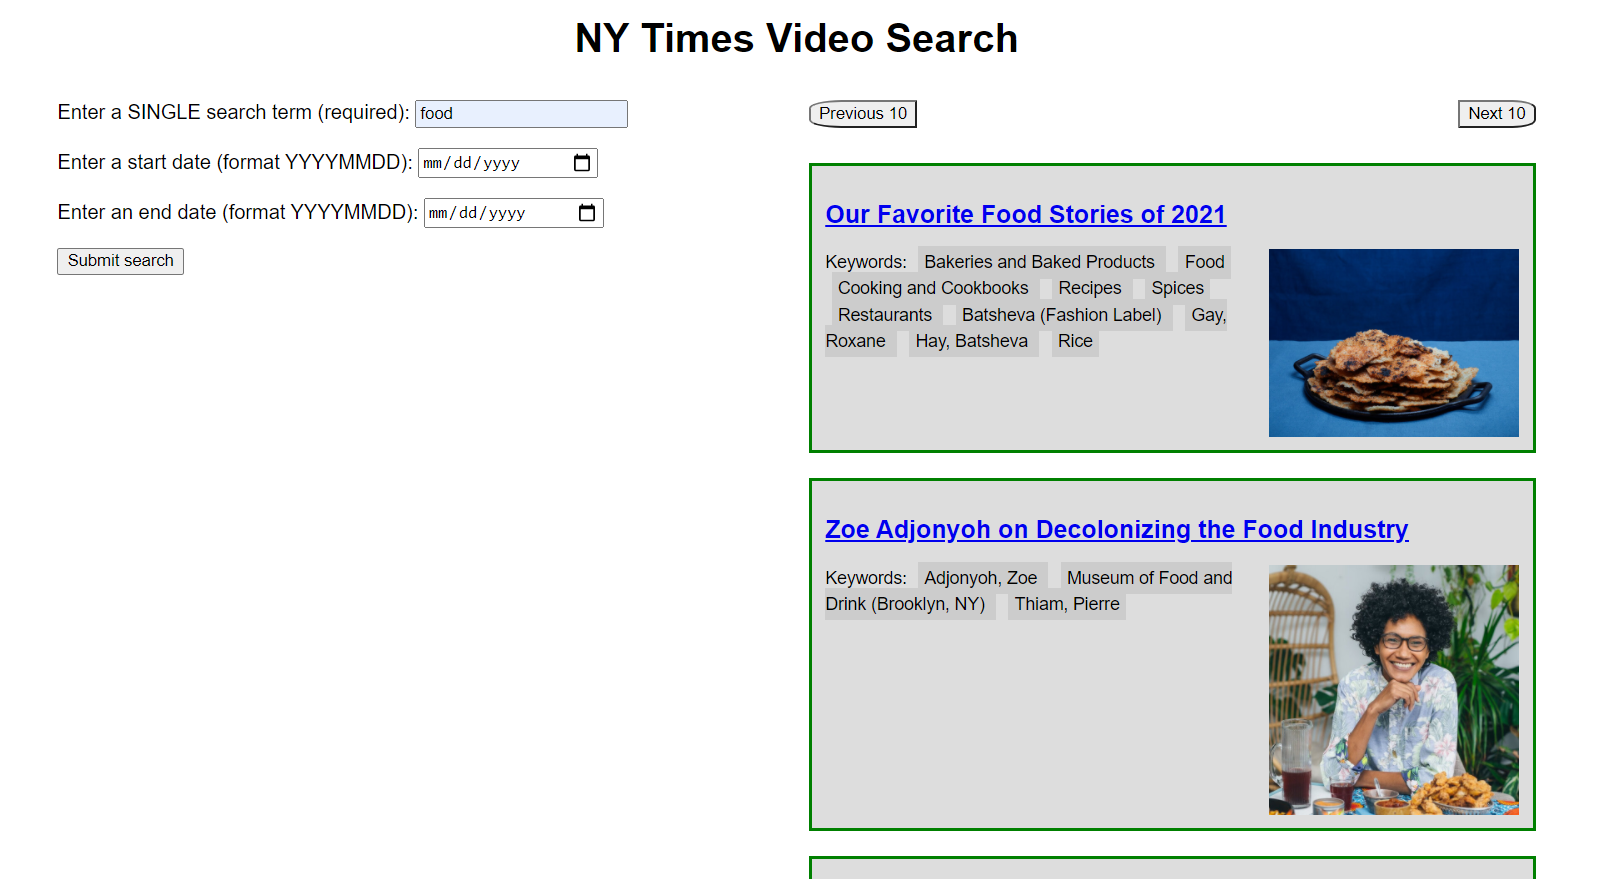 NY Times Video Search
Enter a SINGLE search term (required): food
Enter a start date (format YYYYMMDD): mm/dd/yyyy
Enter an end date (format YYYYMMDD): mm/dd/yyyy
Submit search
Previous 10
Next 10
Our Favorite Food Stories of 2021
Keywords: Bakeries and Baked Products Food
Cooking and Cookbooks Recipes Spices
Restaurants Batsheva (Fashion Label) Gay,
Roxane Hay, Batsheva Rice
Zoe Adjonyoh on Decolonizing the Food Industry
Keywords: Adjonyoh, Zoe Museum of Food and
Drink (Brooklyn, NY) Thiam, Pierre